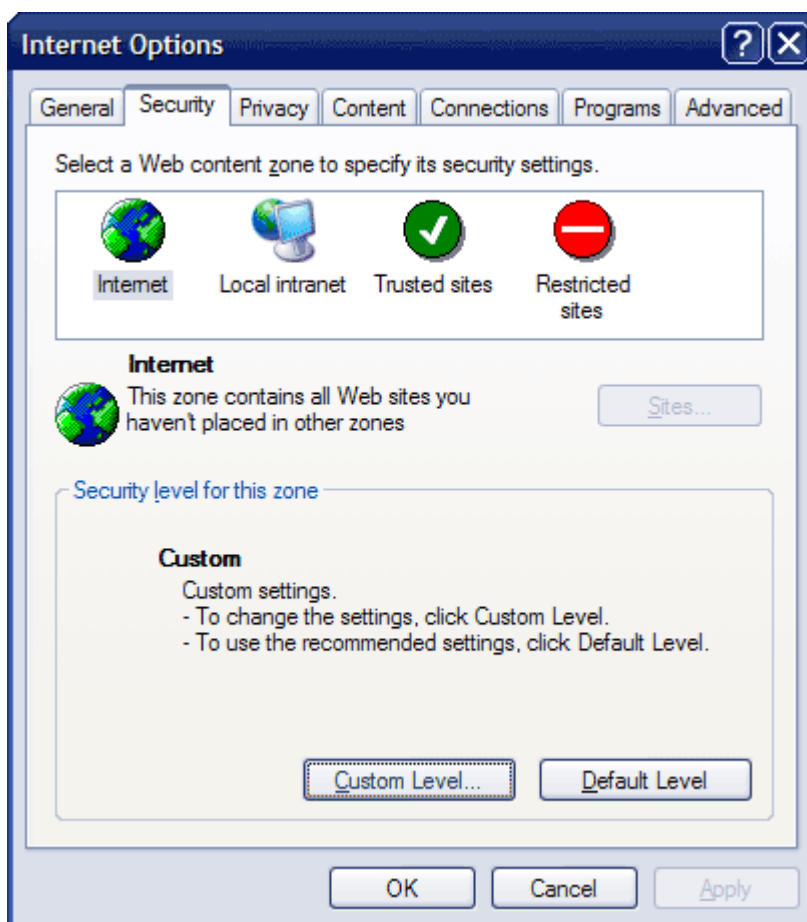 Internet Options
General Security Privacy Content Connections Programs Advanced
Select a Web content zone to specify its security settings.
Internet Local intranet Trusted sites Restricted
sites
Internet
This zone contains all Web sites you
haven't placed in other zones
Sites...
Security level for this zone
Custom
Custom settings.
- To change the settings, click Custom Level.
- To use the recommended settings, click Default Level.
Custom Level... Default Level
OK Cancel Apply